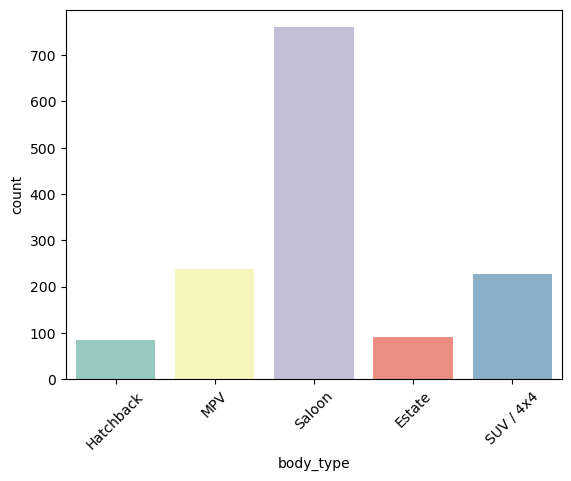 700
600
500
400
300
200
100
0
count
Hatchback
MPV
Saloon
Estate
SUV / 4x4
body_type